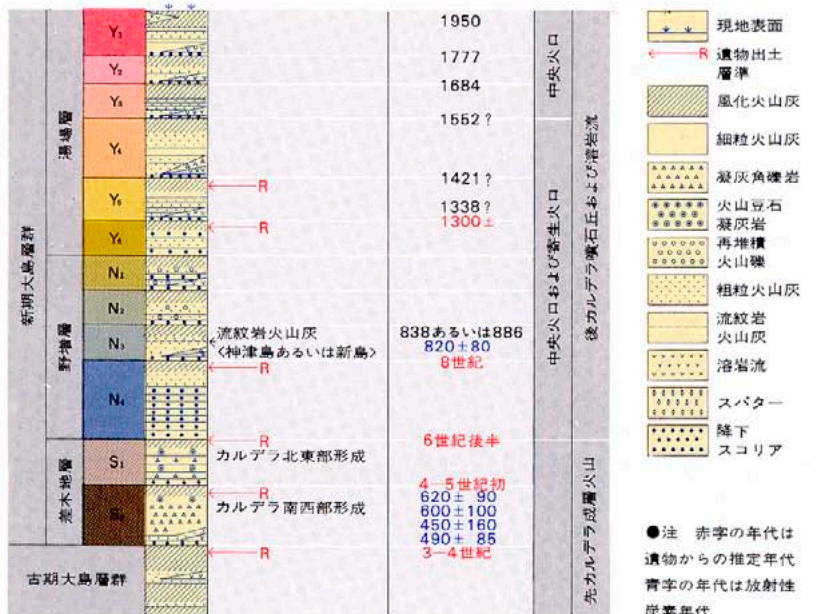 1950
中央火口
Y₁
1777
Y₂
1684
Y₃
1552 ?
湯場層
Y₄
1421 ?
R
Y₅
1338 ?
1300±
R
Y₆
中央火口および寄生火口
後カルデラ噴石丘および溶岩流
新期大島層群
N₁
N₂
野増層
N₃
流紋岩火山灰
<神津島あるいは新島>
838あるいは886
820±80
R
8世紀
N₄
R
6世紀後半
差木地層
S₁
カルデラ北東部形成
R
4―5世紀初
カルデラ南西部形成
620± 90
600±100
450±160
490± 85
R
3-4世紀
先カルデラ成層火山
古期大島層群
現地表面
R 遺物出土
層準
風化火山灰
細粒火山灰
凝灰角礫岩
火山豆石
凝灰岩
再堆積
火山礫
粗粒火山灰
流紋岩
火山灰
溶岩流
スパター
降下
スコリア
●注 赤字の年代は
遺物からの推定年代
青字の年代は放射性
炭素年代